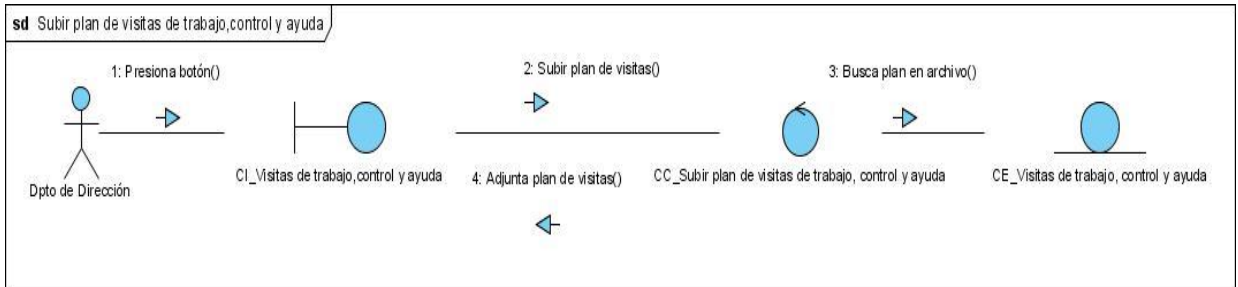 sd Subir plan de visitas de trabajo,control y ayuda
1: Presiona botón()
2: Subir plan de visitas()
3: Busca plan en archivo()
Dpto de Dirección
CI_Visitas de trabajo,control y ayuda
4: Adjunta plan de visitas()
CC_Subir plan de visitas de trabajo, control y ayuda
CE_Visitas de trabajo, control y ayuda